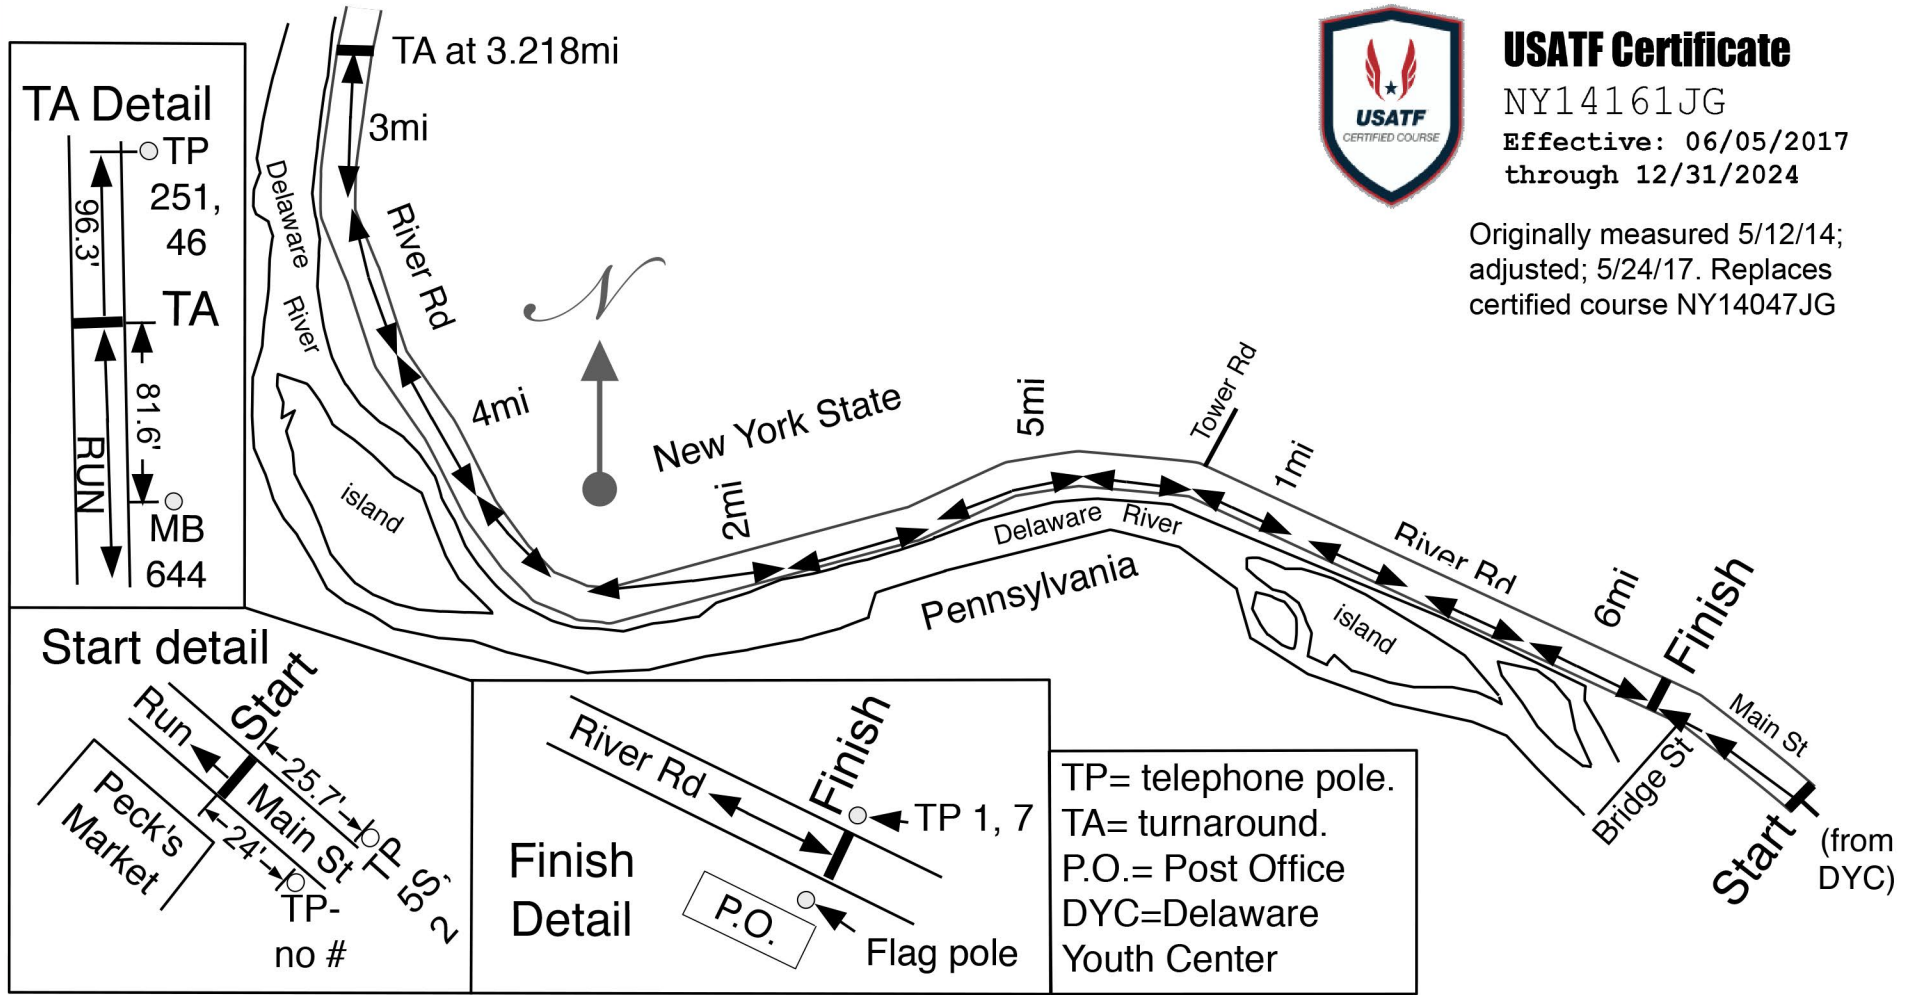 TA at 3.218mi
3mi
TA Detail
TP
251,
46
96.3'
TA
81.6'
RUN
MB
644
Delaware
River
River Rd
4mi
island
N
New York State
2mi
5mi
Tower Rd
1mi
Delaware River
Pennsylvania
River Rd
island
6mi
Finish
Main St
Bridge St
Start
(from
DYC)
USATF
CERTIFIED COURSE
USATF Certificate
NY14161JG
Effective: 06/05/2017
through 12/31/2024
Originally measured 5/12/14;
adjusted; 5/24/17. Replaces
certified course NY14047JG
Start detail
Run
Start
25.7'
Main St
24'
TP
5S,
2
TP-
no #
Peck's
Market
River Rd
Finish
TP 1, 7
Finish
Detail
P.O.
Flag pole
TP= telephone pole.
TA= turnaround.
P.O.= Post Office
DYC=Delaware
Youth Center